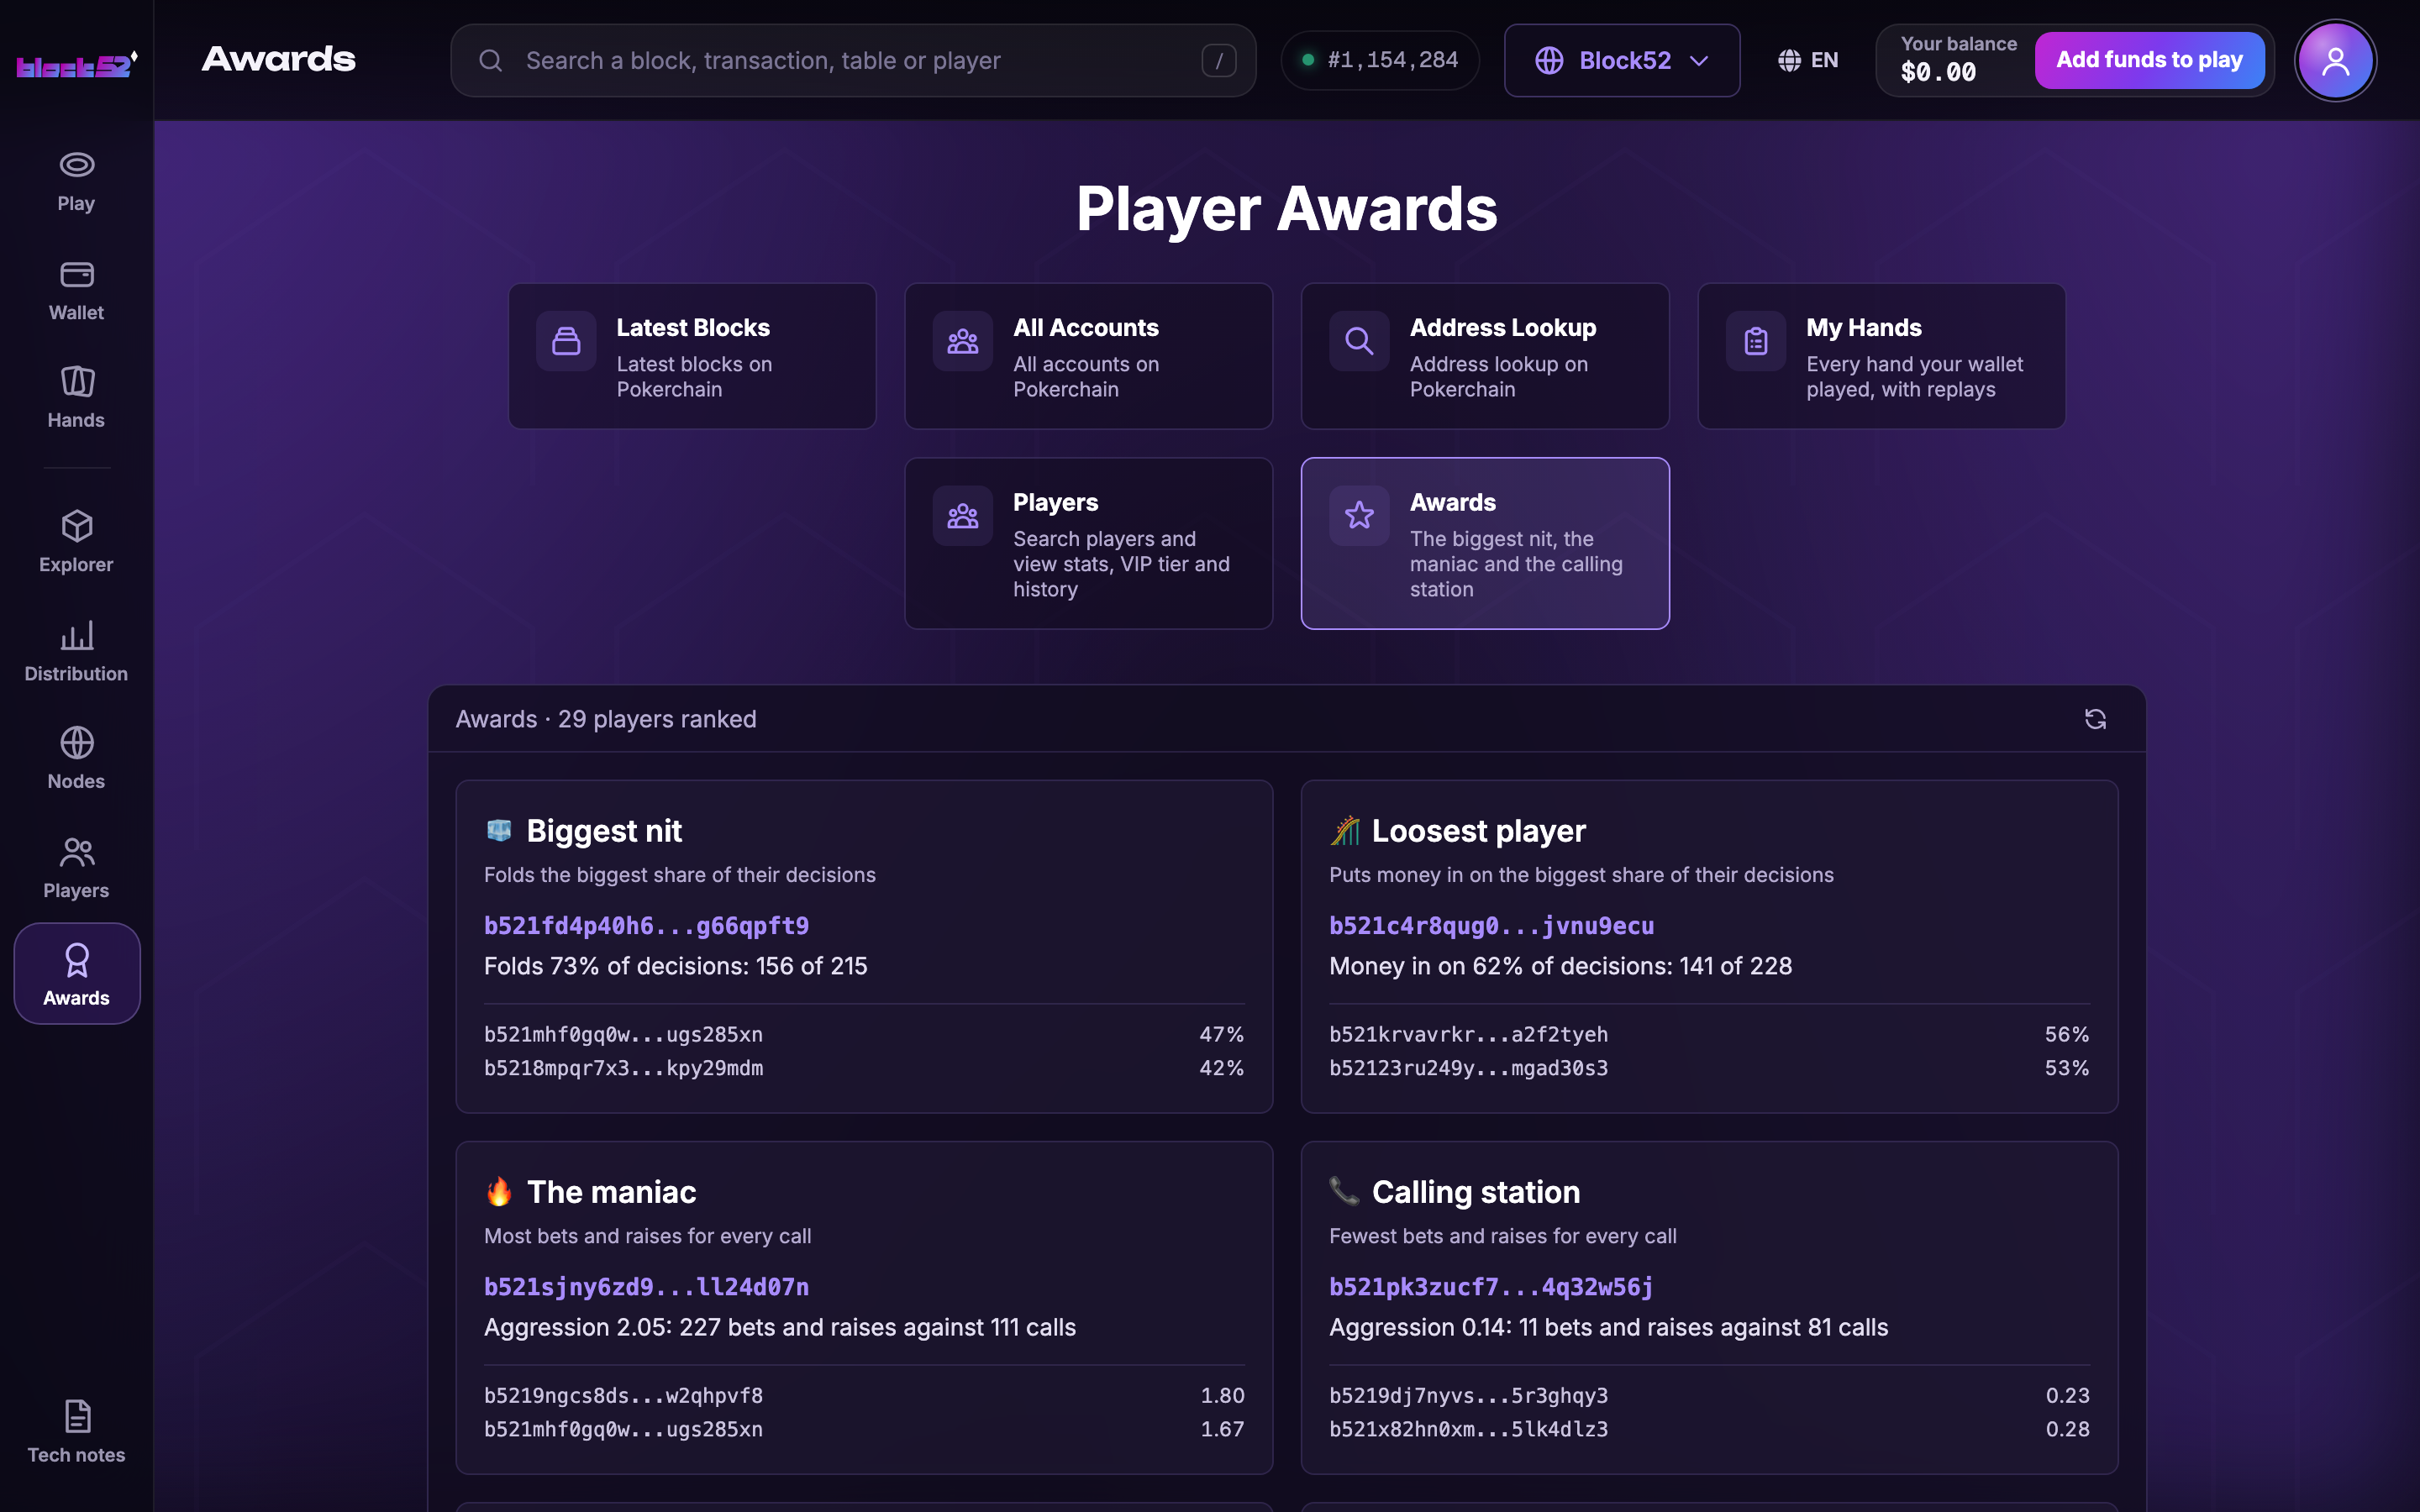 block52
Awards
Search a block, transaction, table or player
/
#1,154,284
Block52
EN
Your balance
$0.00
Add funds to play
Play
Wallet
Hands
Explorer
Distribution
Nodes
Players
Awards
Tech notes
Player Awards
Latest Blocks
Latest blocks on
Pokerchain
All Accounts
All accounts on
Pokerchain
Address Lookup
Address lookup on
Pokerchain
My Hands
Every hand your wallet
played, with replays
Players
Search players and
view stats, VIP tier and
history
Awards
The biggest nit, the
maniac and the calling
station
Awards · 29 players ranked
Biggest nit
Folds the biggest share of their decisions
b521fd4p40h6...g66qpft9
Folds 73% of decisions: 156 of 215
b521mhf0gq0w...ugs285xn 47%
b5218mpqr7x3...kpy29mdm 42%
Loosest player
Puts money in on the biggest share of their decisions
b521c4r8qug0...jvnu9ecu
Money in on 62% of decisions: 141 of 228
b521krvavrkr...a2f2tyeh 56%
b52123ru249y...mgad30s3 53%
The maniac
Most bets and raises for every call
b521sjny6zd9...ll24d07n
Aggression 2.05: 227 bets and raises against 111 calls
b5219ngcs8ds...w2qhpvf8 1.80
b521mhf0gq0w...ugs285xn 1.67
Calling station
Fewest bets and raises for every call
b521pk3zucf7...4q32w56j
Aggression 0.14: 11 bets and raises against 81 calls
b5219dj7nyvs...5r3ghqy3 0.23
b521x82hn0xm...5lk4dlz3 0.28